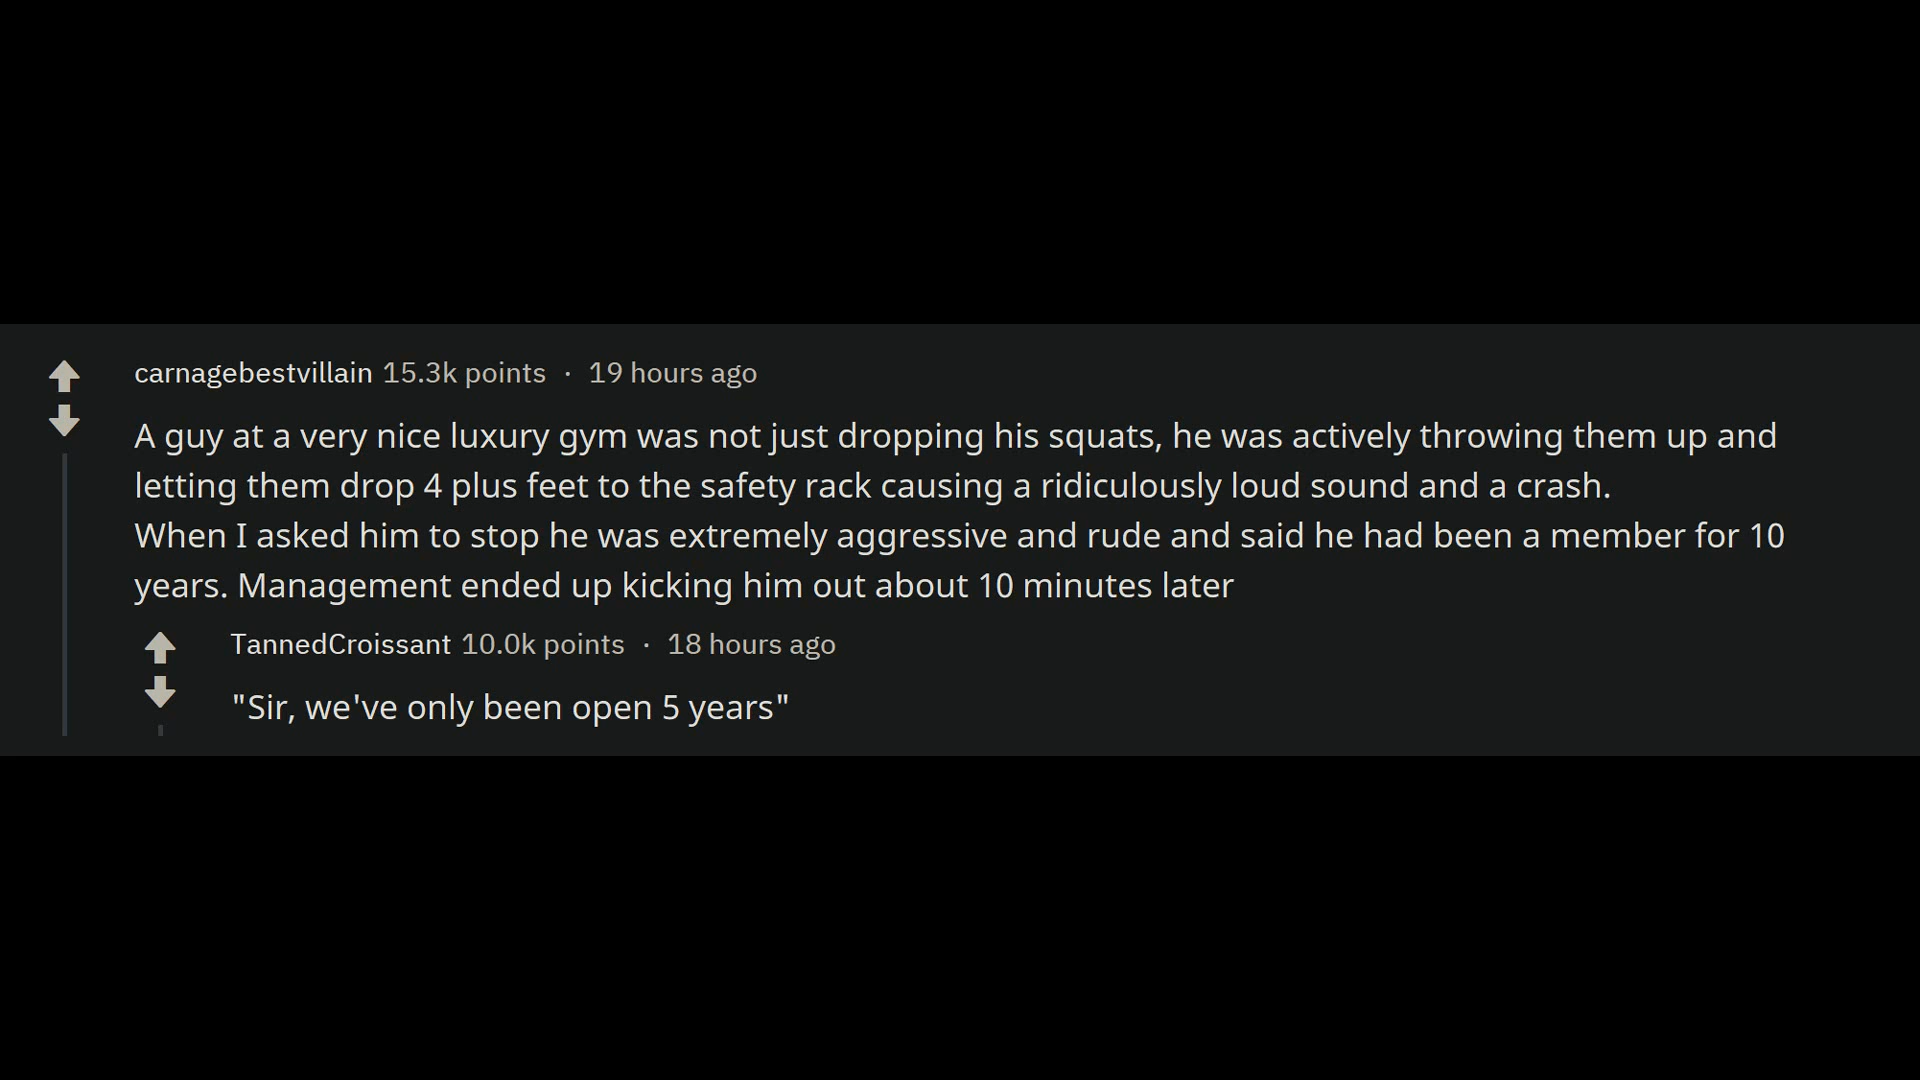 carnagebestvillain 15.3k points · 19 hours ago
A guy at a very nice luxury gym was not just dropping his squats, he was actively throwing them up and
letting them drop 4 plus feet to the safety rack causing a ridiculously loud sound and a crash.
When I asked him to stop he was extremely aggressive and rude and said he had been a member for 10
years. Management ended up kicking him out about 10 minutes later
TannedCroissant 10.0k points · 18 hours ago
"Sir, we've only been open 5 years"